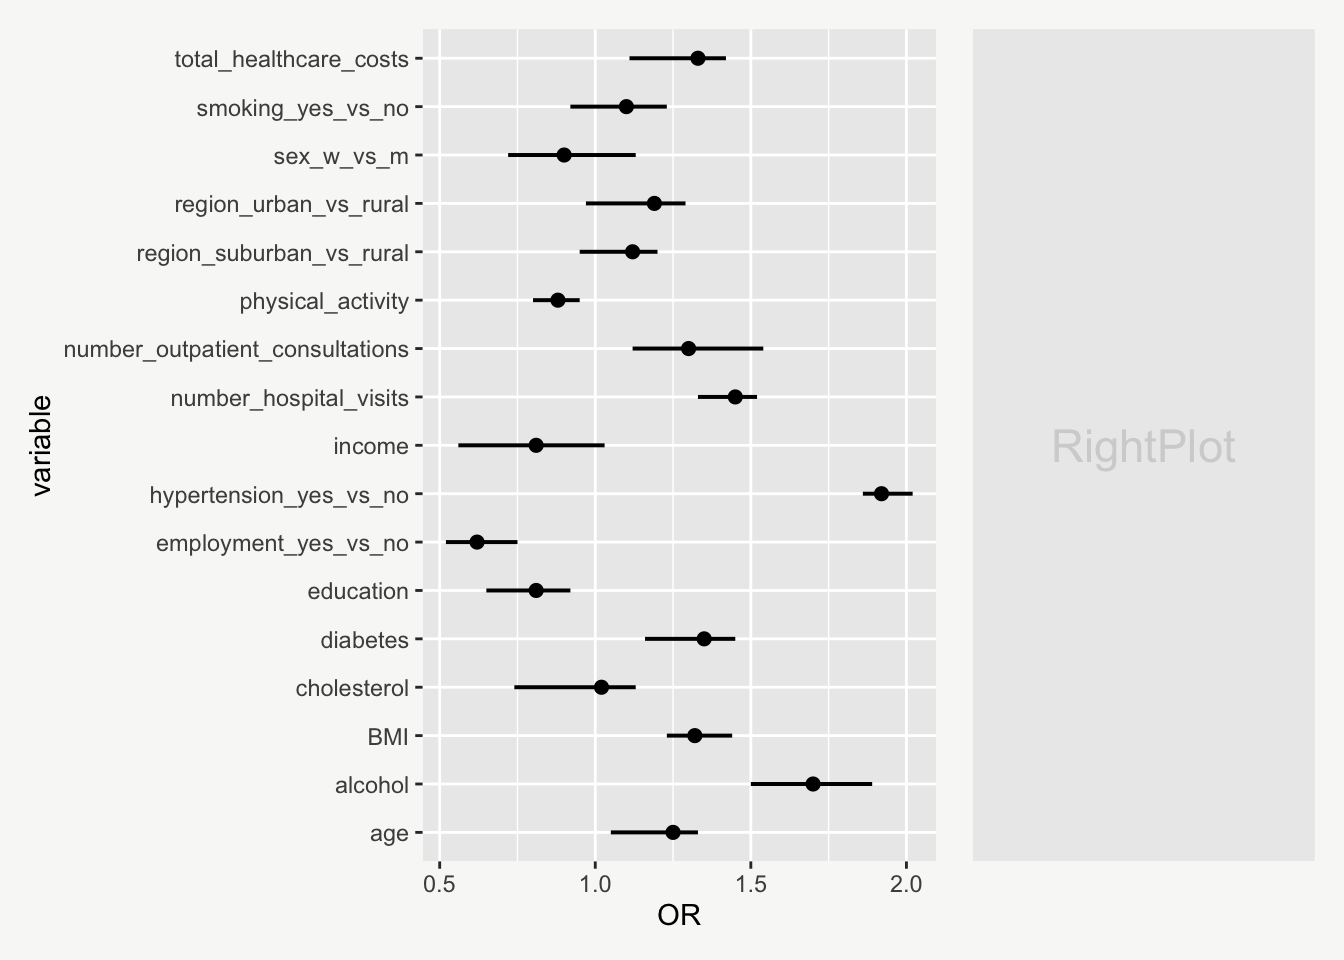 total_healthcare_costs
smoking_yes_vs_no
sex_w_vs_m
region_urban_vs_rural
region_suburban_vs_rural
physical_activity
number_outpatient_consultations
number_hospital_visits
income
hypertension_yes_vs_no
employment_yes_vs_no
education
diabetes
cholesterol
BMI
alcohol
age
variable
0.5 1.0 1.5 2.0
OR
RightPlot